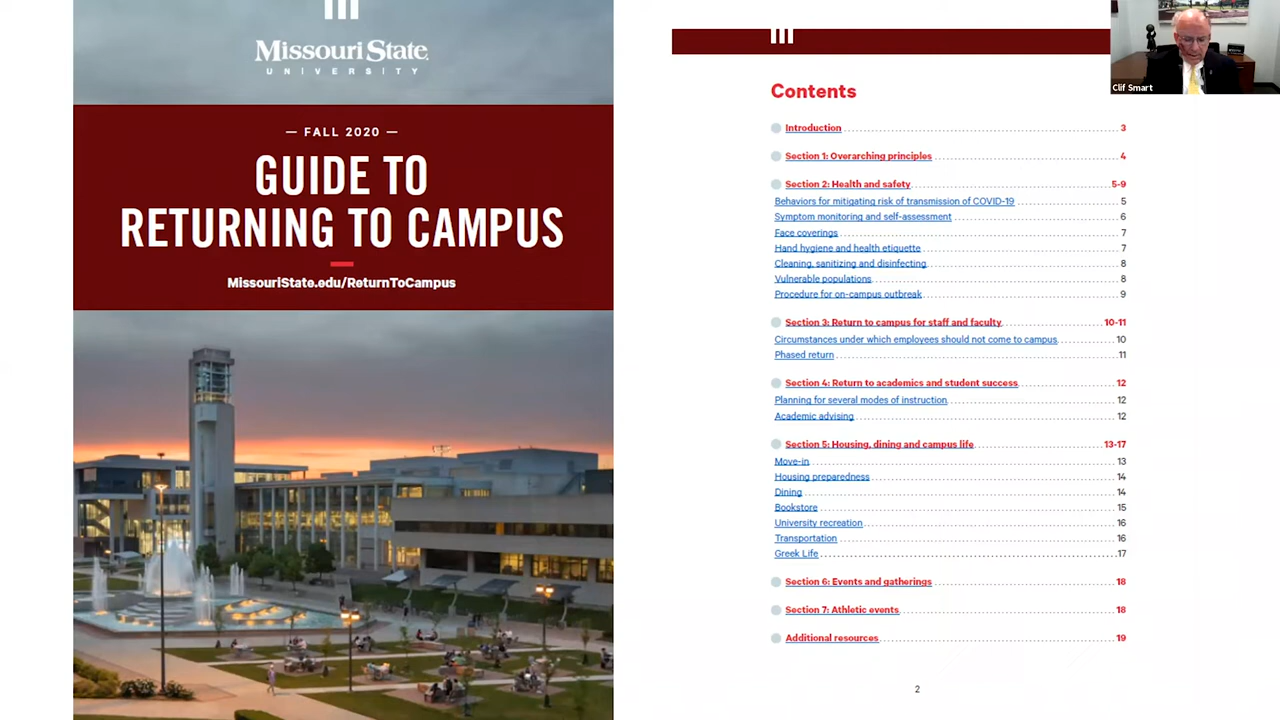 Missouri State
UNIVERSITY
— FALL 2020 —
GUIDE TO
RETURNING TO CAMPUS
MissouriState.edu/ReturnToCampus
Clif Smart
Contents
Introduction 3
Section 1: Overarching principles 4
Section 2: Health and safety 5-9
Behaviors for mitigating risk of transmission of COVID-19 5
Symptom monitoring and self-assessment 6
Face coverings 7
Hand hygiene and health etiquette 7
Cleaning, sanitizing and disinfecting 8
Vulnerable populations 8
Procedure for on-campus outbreak 9
Section 3: Return to campus for staff and faculty 10-11
Circumstances under which employees should not come to campus 10
Phased return 11
Section 4: Return to academics and student success 12
Planning for several modes of instruction 12
Academic advising 12
Section 5: Housing, dining and campus life 13-17
Move-in 13
Housing preparedness 14
Dining 14
Bookstore 15
University recreation 16
Transportation 16
Greek Life 17
Section 6: Events and gatherings 18
Section 7: Athletic events 18
Additional resources 19
2